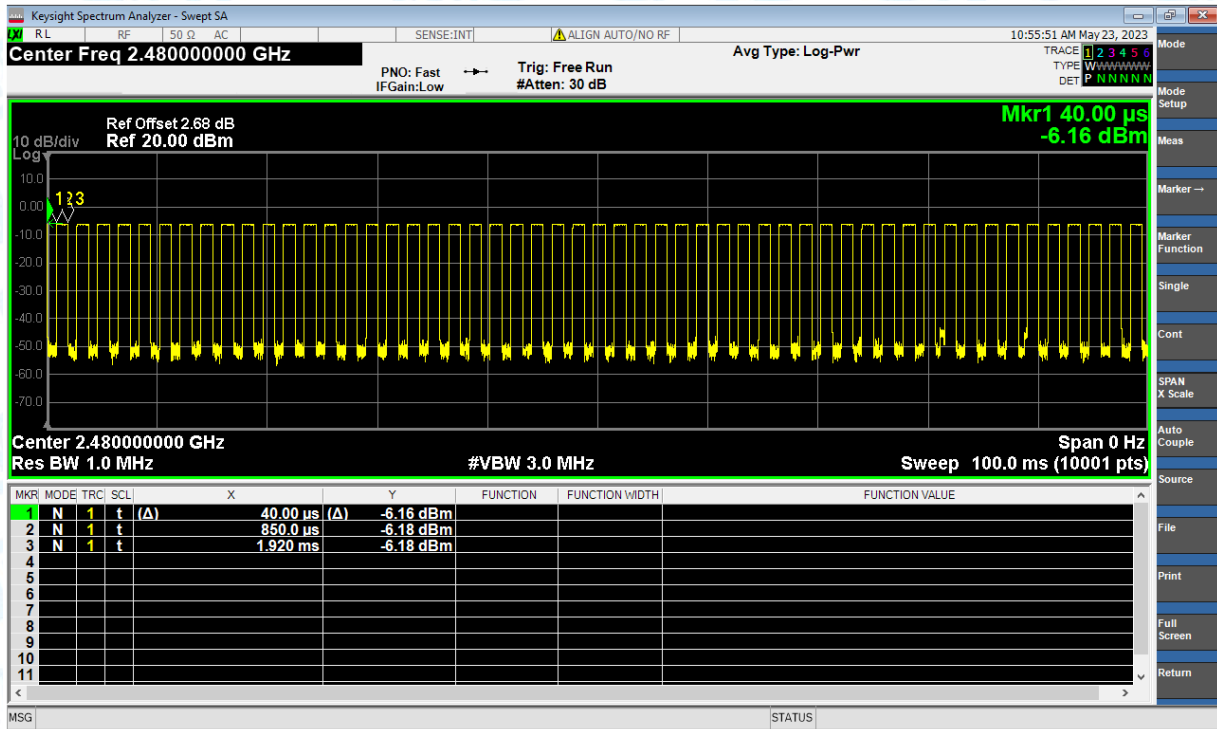 Keysight Spectrum Analyzer - Swept SA
LXI RL RF 50 Ω AC SENSE:INT ALIGN AUTO/NO RF 10:55:51 AM May 23, 2023
Center Freq 2.480000000 GHz
PNO: Fast
IFGain:Low
Trig: Free Run
#Atten: 30 dB
Avg Type: Log-Pwr
TRACE 1 2 3 4 5 6
TYPE WWWWWW
DET P N N N N N
Ref Offset 2.68 dB
10 dB/div Ref 20.00 dBm
Log
Mkr1 40.00 µs
-6.16 dBm
10.0
0.00
-10.0
-20.0
-30.0
-40.0
-50.0
-60.0
-70.0
1 2 3
Center 2.480000000 GHz Span 0 Hz
Res BW 1.0 MHz #VBW 3.0 MHz Sweep 100.0 ms (10001 pts)
MKR MODE TRC SCL X Y FUNCTION FUNCTION WIDTH FUNCTION VALUE
1 N 1 t (Δ) 40.00 µs (Δ) -6.16 dBm
2 N 1 t 850.0 µs -6.18 dBm
3 N 1 t 1.920 ms -6.18 dBm
4
5
6
7
8
9
10
11
MSG STATUS
Mode
Mode
Setup
Meas
Marker →
Marker
Function
Single
Cont
SPAN
X Scale
Auto
Couple
Source
File
Print
Full
Screen
Return